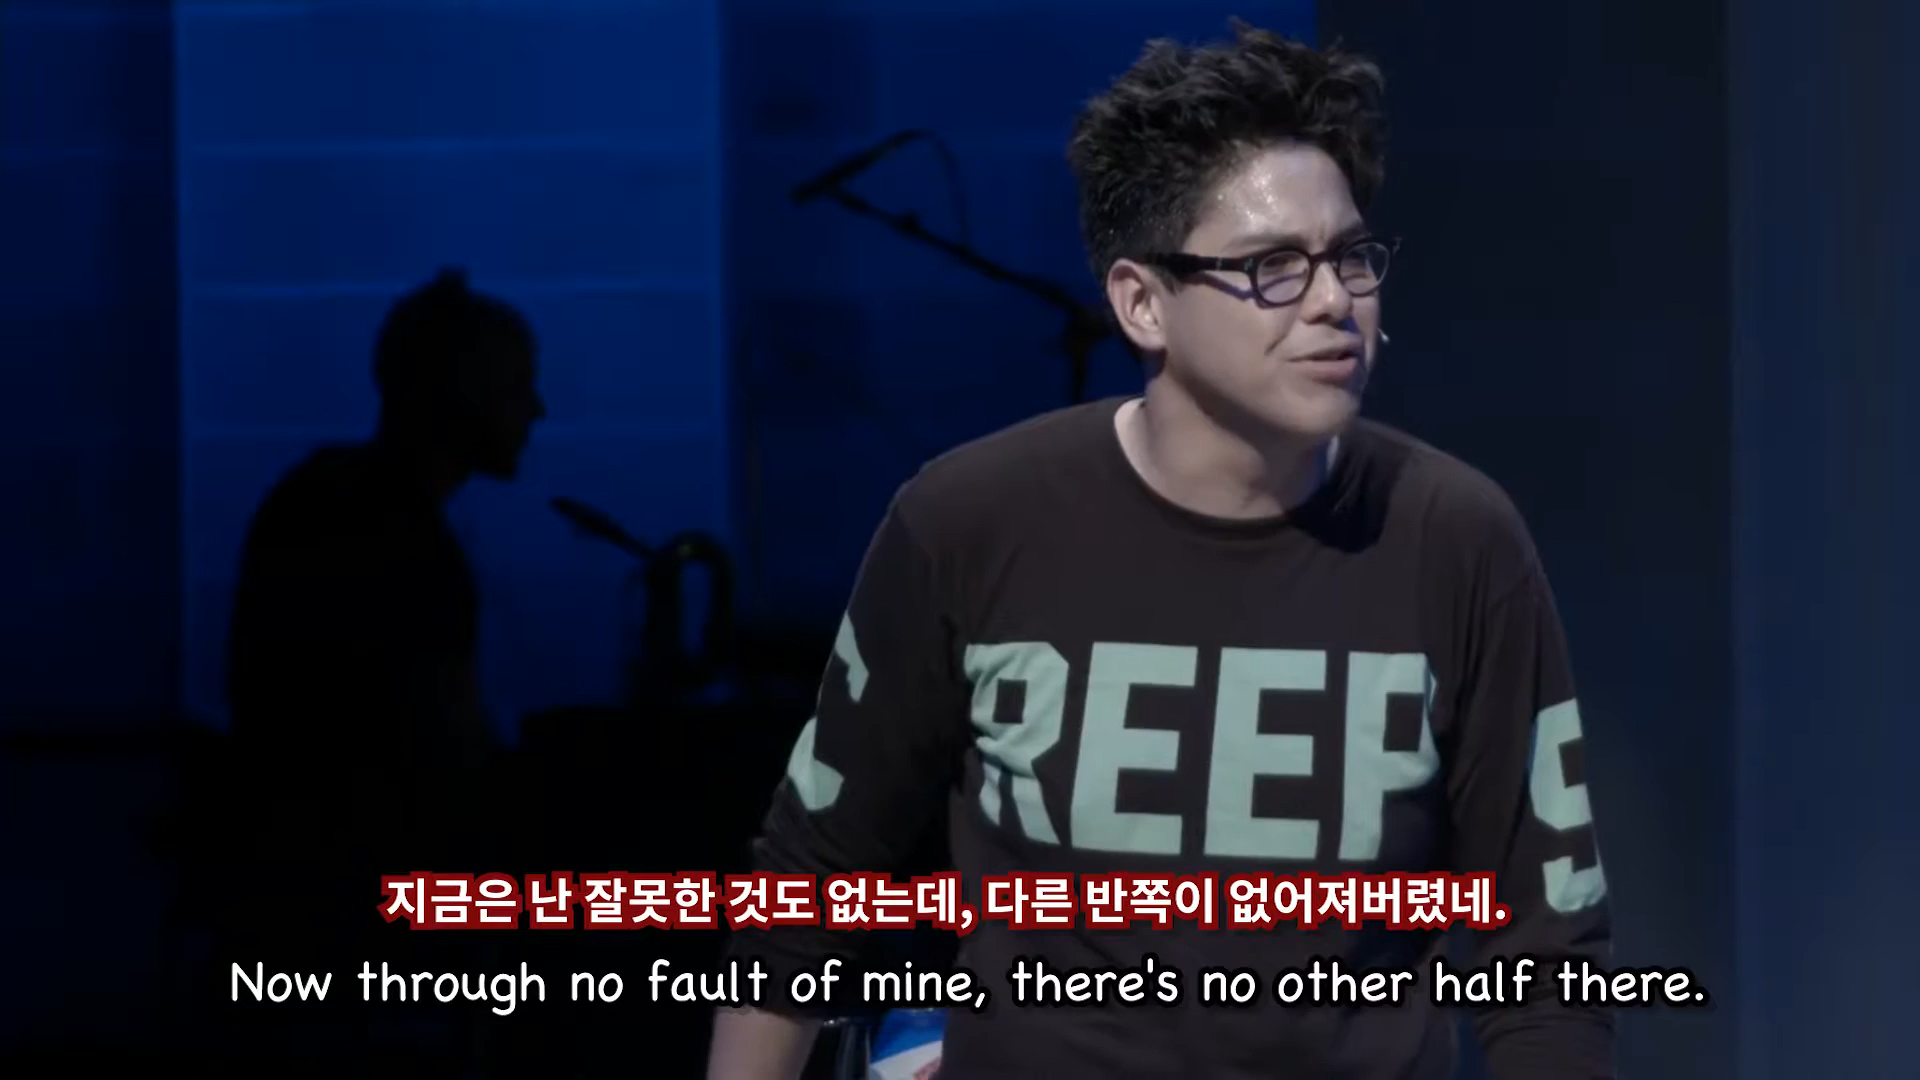 CREEPS
지금은 난 잘못한 것도 없는데, 다른 반쪽이 없어져버렸네.
Now through no fault of mine, there's no other half there.